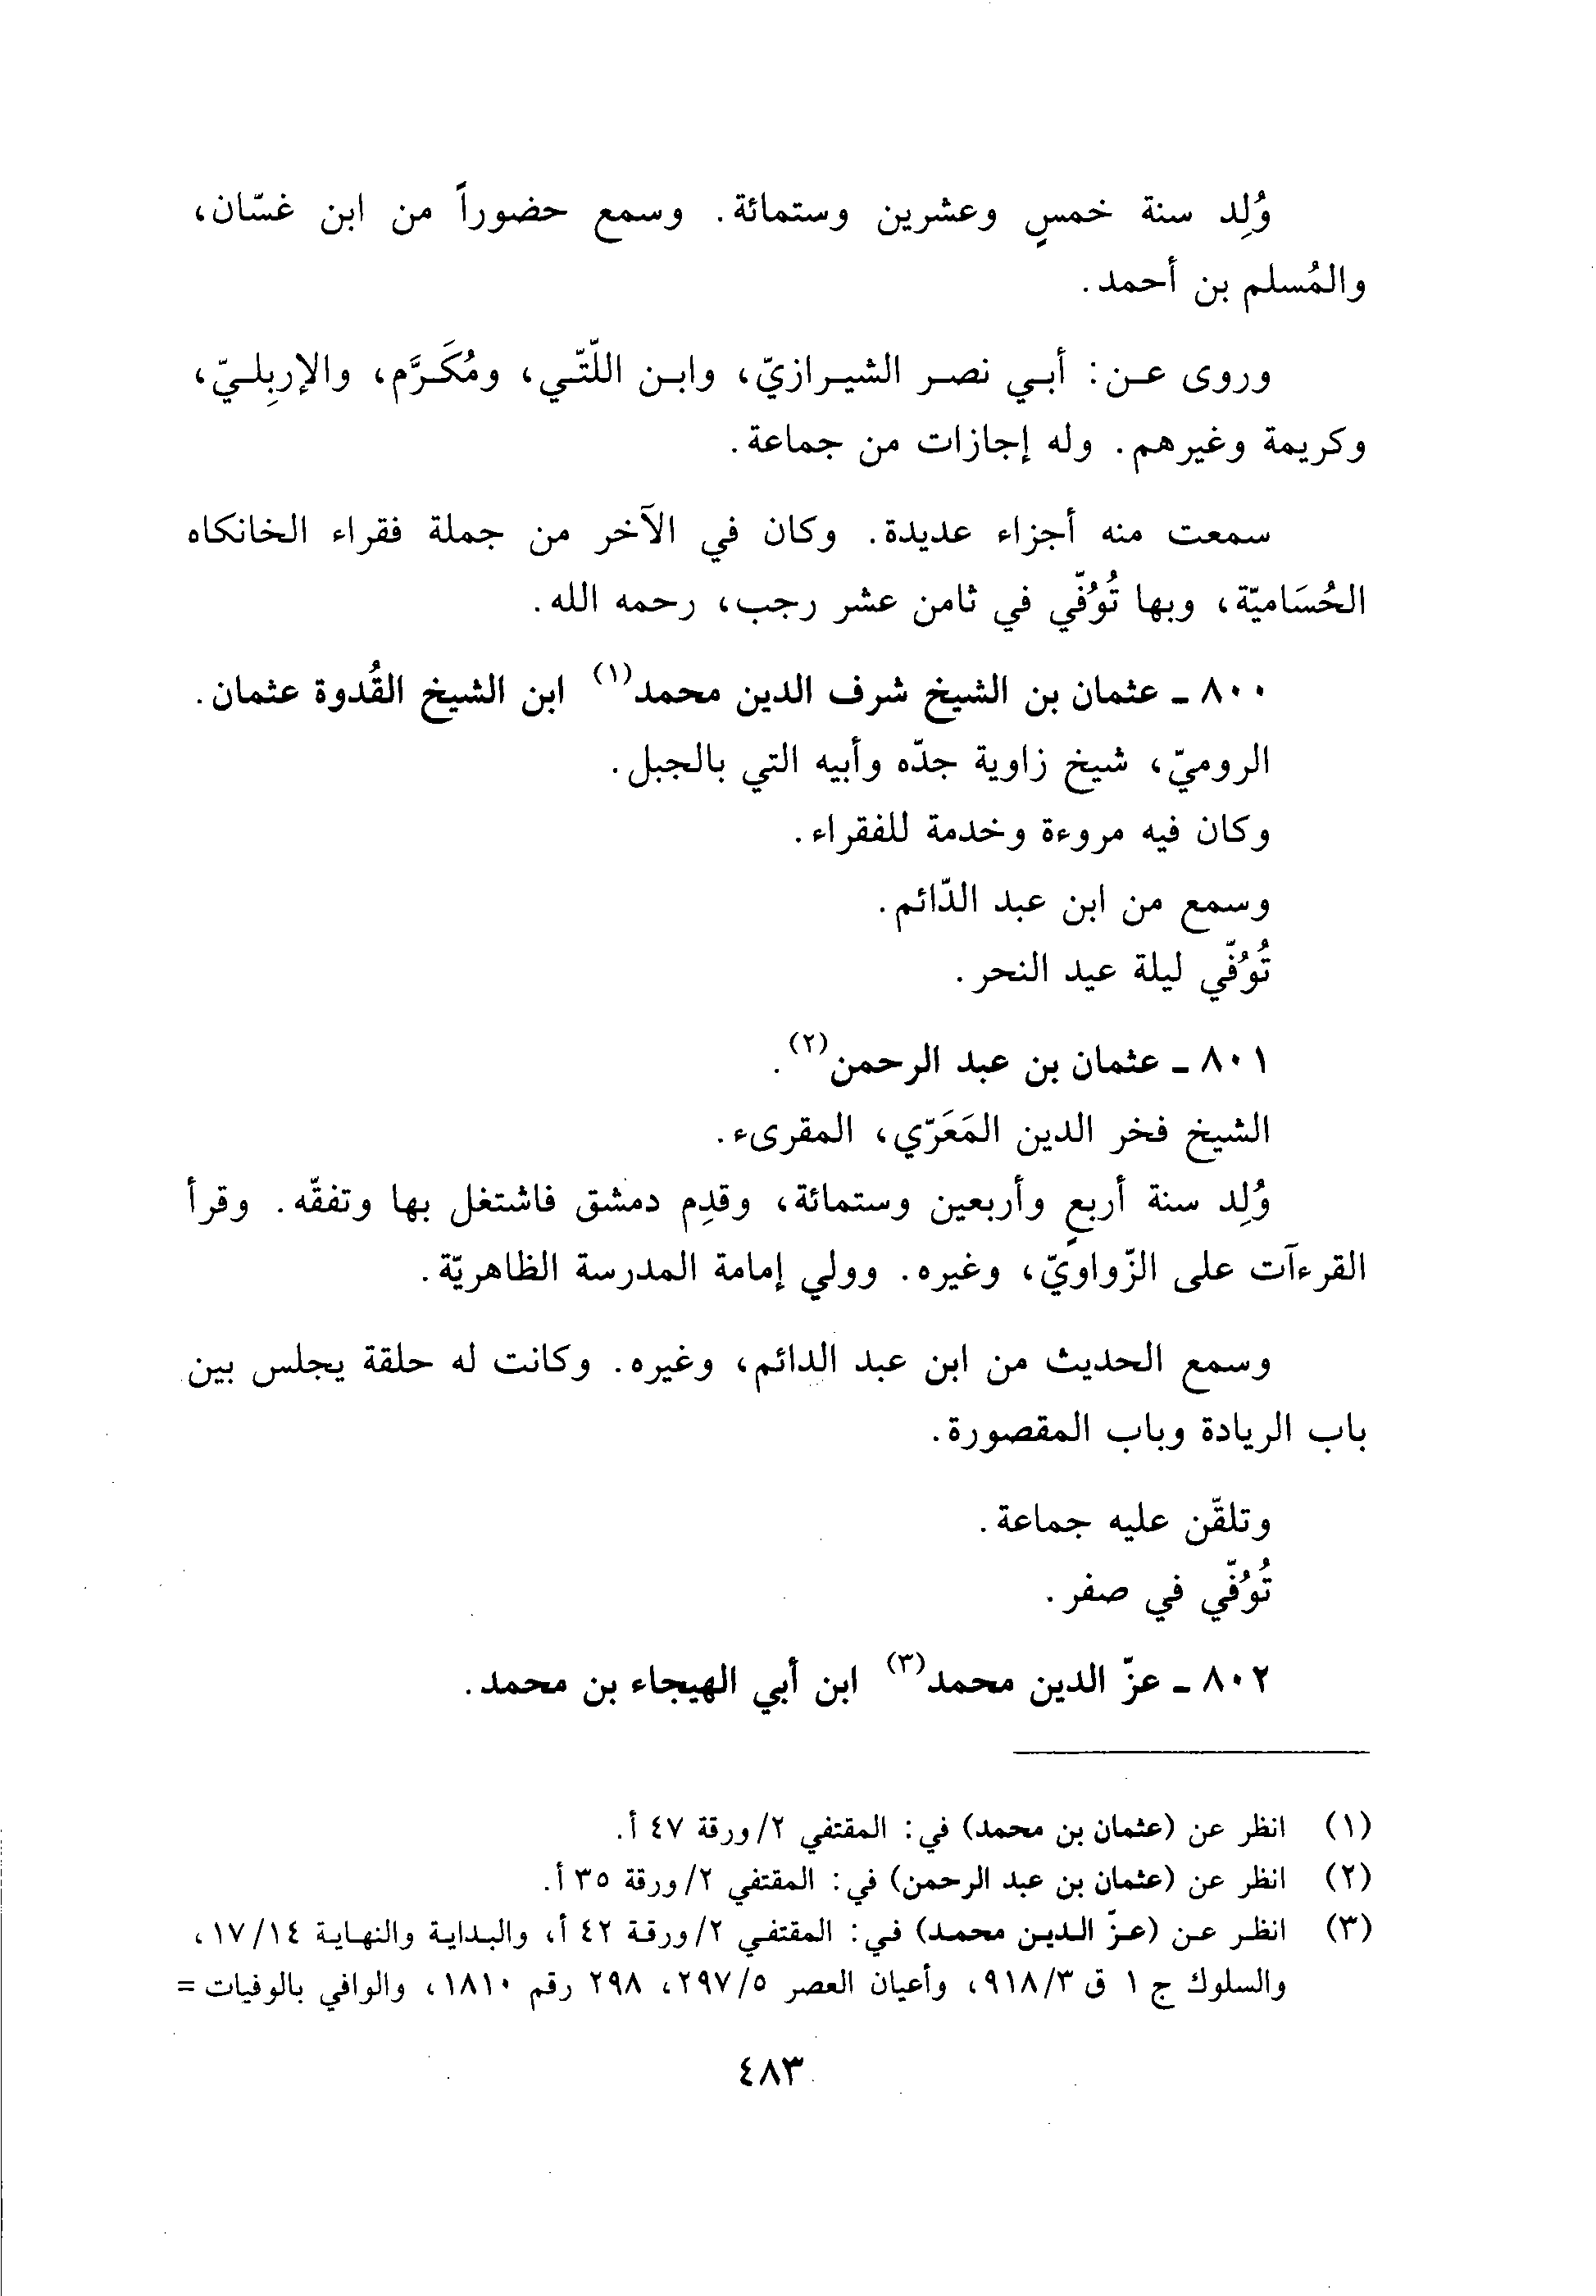 وُلِد سنة خمسٍ وعشرين وستمائة. وسمع حضوراً من ابن غسّان،
والمُسلم بن أحمد.
وروى عن: أبي نصر الشيرازيّ، وابن اللّتّي، ومُكَرَّم، والإربِليّ،
وكريمة وغيرهم. وله إجازات من جماعة.
سمعت منه أجزاء عديدة. وكان في الآخر من جملة فقراء الخانكاه
الحُسَاميّة، وبها تُوُفّي في ثامن عشر رجب، رحمه الله.
٨٠٠ ـ عثمان بن الشيخ شرف الدين محمد(١) ابن الشيخ القُدوة عثمان.
الروميّ، شيخ زاوية جدّه وأبيه التي بالجبل.
وكان فيه مروءة وخدمة للفقراء.
وسمع من ابن عبد الدّائم.
تُوُفّي ليلة عيد النحر.
٨٠١ ـ عثمان بن عبد الرحمن(٢).
الشيخ فخر الدين المَعَرّي، المقرىء.
وُلِد سنة أربعٍ وأربعين وستمائة، وقدِم دمشق فاشتغل بها وتفقّه. وقرأ
القرءآت على الزّواويّ، وغيره. وولي إمامة المدرسة الظاهريّة.
وسمع الحديث من ابن عبد الدائم، وغيره. وكانت له حلقة يجلس بين
باب الريادة وباب المقصورة.
وتلقّن عليه جماعة.
تُوُفّي في صفر.
٨٠٢ ـ عزّ الدين محمد(٣) ابن أبي الهيجاء بن محمد.
(١) انظر عن (عثمان بن محمد) في: المقتفي ٢/ورقة ٤٧ أ.
(٢) انظر عن (عثمان بن عبد الرحمن) في: المقتفي ٢/ورقة ٣٥ أ.
(٣) انظر عن (عزّ الدين محمد) في: المقتفي ٢/ورقة ٤٢ أ، والبداية والنهاية ١٧/١٤،
والسلوك ج ١ ق ٩١٨/٣، وأعيان العصر ٢٩٧/٥، ٢٩٨ رقم ١٨١٠، والوافي بالوفيات =
٤٨٣